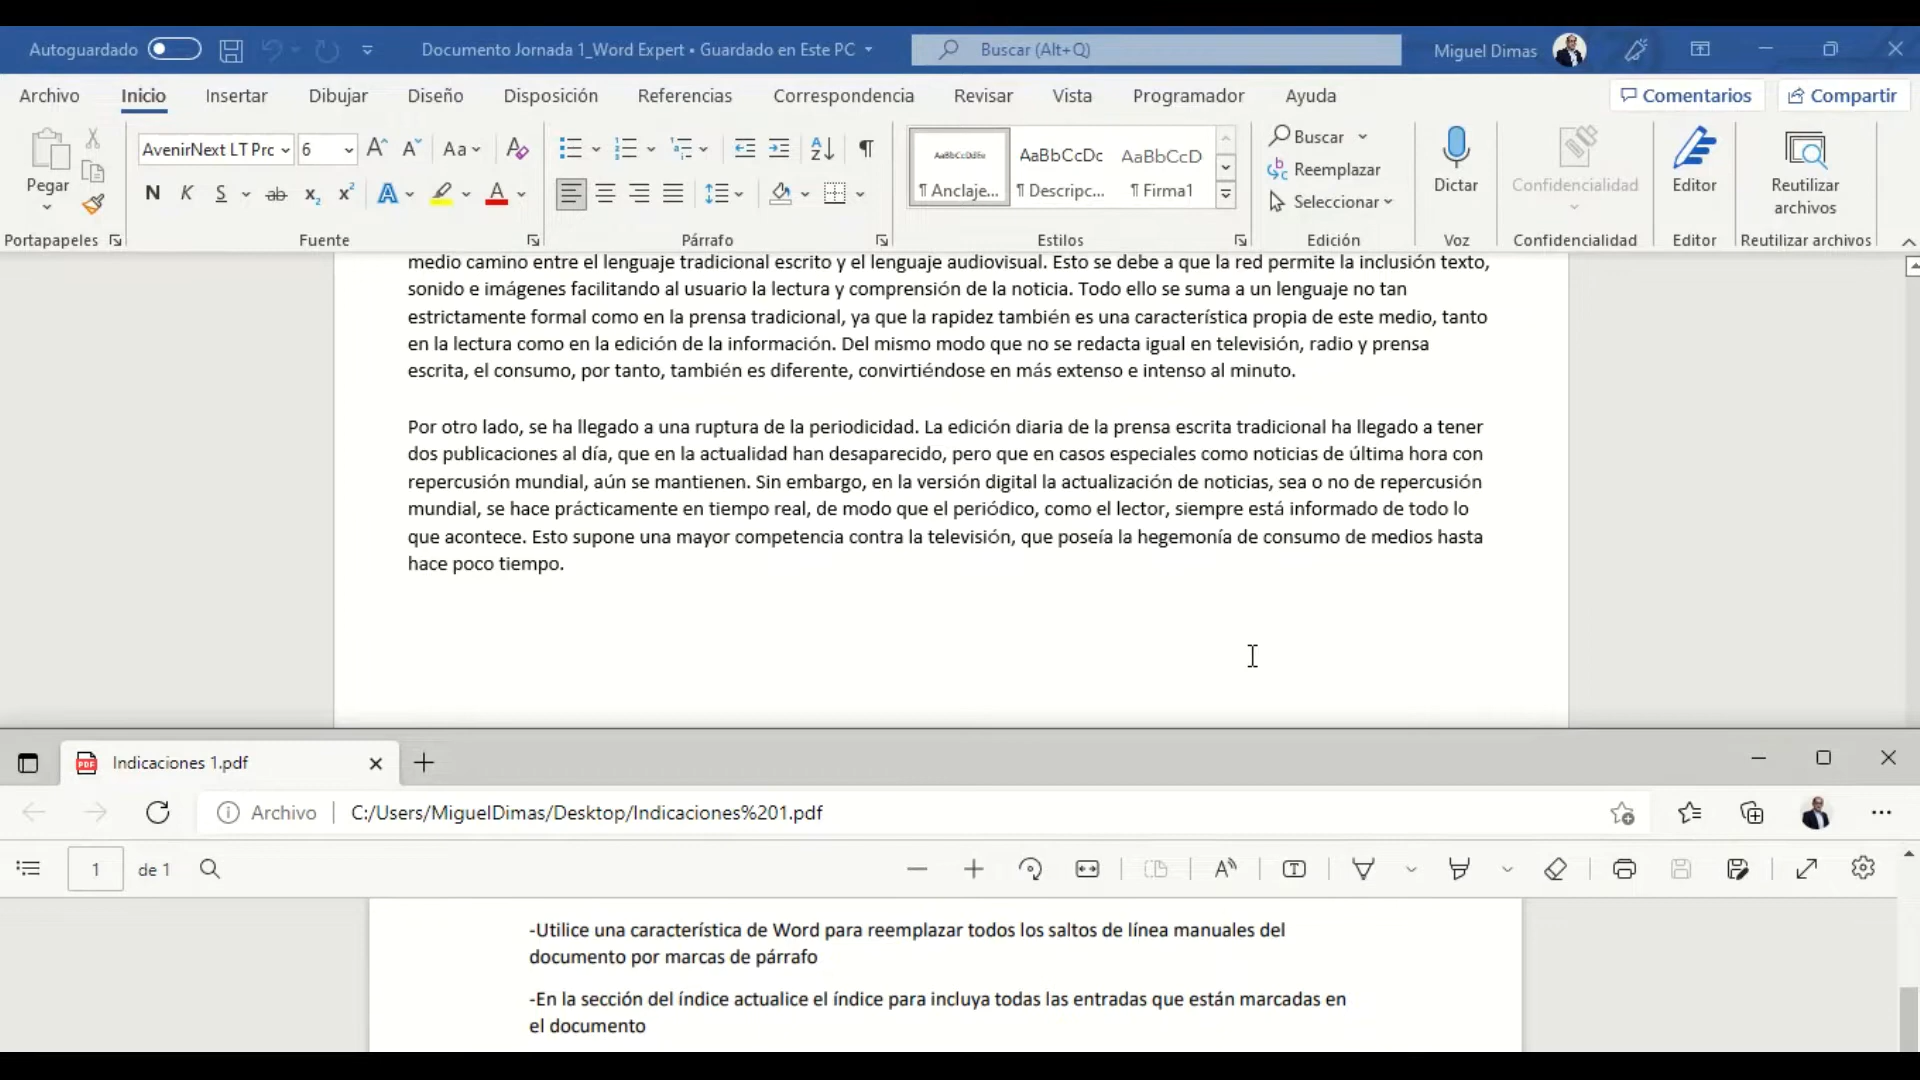 Autoguardado
Documento Jornada 1_Word Expert • Guardado en Este PC
Buscar (Alt+Q)
Miguel Dimas
Archivo Inicio Insertar Dibujar Diseño Disposición Referencias Correspondencia Revisar Vista Programador Ayuda
Comentarios Compartir
AvenirNext LT Prc 6
Aa
Pegar
N K S ab x₂ x² A A
AaBbCcDdEe AaBbCcDc AaBbCcD
¶ Anclaje... ¶ Descripc... ¶ Firma1
Buscar
Reemplazar
Seleccionar
Dictar
Confidencialidad
Editor
Reutilizar
archivos
Portapapeles Fuente Párrafo Estilos Edición Voz Confidencialidad Editor Reutilizar archivos
medio camino entre el lenguaje tradicional escrito y el lenguaje audiovisual. Esto se debe a que la red permite la inclusión texto,
sonido e imágenes facilitando al usuario la lectura y comprensión de la noticia. Todo ello se suma a un lenguaje no tan
estrictamente formal como en la prensa tradicional, ya que la rapidez también es una característica propia de este medio, tanto
en la lectura como en la edición de la información. Del mismo modo que no se redacta igual en televisión, radio y prensa
escrita, el consumo, por tanto, también es diferente, convirtiéndose en más extenso e intenso al minuto.
Por otro lado, se ha llegado a una ruptura de la periodicidad. La edición diaria de la prensa escrita tradicional ha llegado a tener
dos publicaciones al día, que en la actualidad han desaparecido, pero que en casos especiales como noticias de última hora con
repercusión mundial, aún se mantienen. Sin embargo, en la versión digital la actualización de noticias, sea o no de repercusión
mundial, se hace prácticamente en tiempo real, de modo que el periódico, como el lector, siempre está informado de todo lo
que acontece. Esto supone una mayor competencia contra la televisión, que poseía la hegemonía de consumo de medios hasta
hace poco tiempo.
PDF Indicaciones 1.pdf
Archivo C:/Users/MiguelDimas/Desktop/Indicaciones%201.pdf
1 de 1
-Utilice una característica de Word para reemplazar todos los saltos de línea manuales del
documento por marcas de párrafo
-En la sección del índice actualice el índice para incluya todas las entradas que están marcadas en
el documento